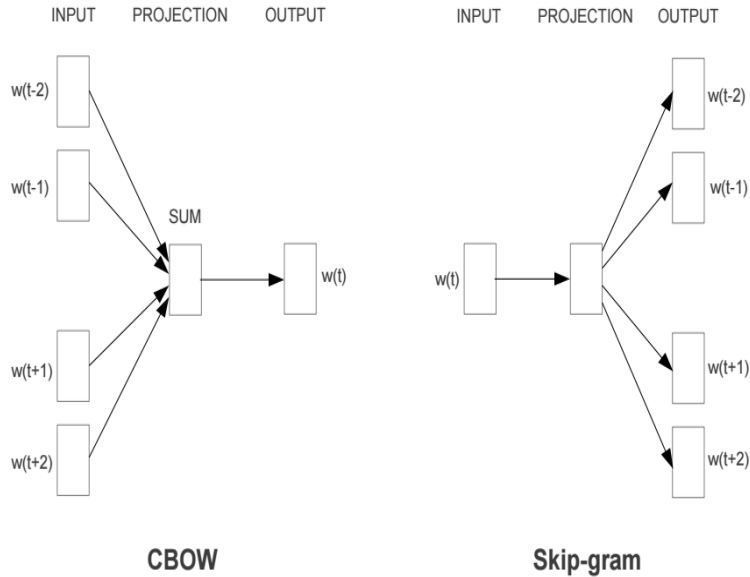 INPUT PROJECTION OUTPUT
w(t-2)
w(t-1)
SUM
w(t)
w(t+1)
w(t+2)
CBOW
INPUT PROJECTION OUTPUT
w(t-2)
w(t-1)
w(t)
w(t+1)
w(t+2)
Skip-gram